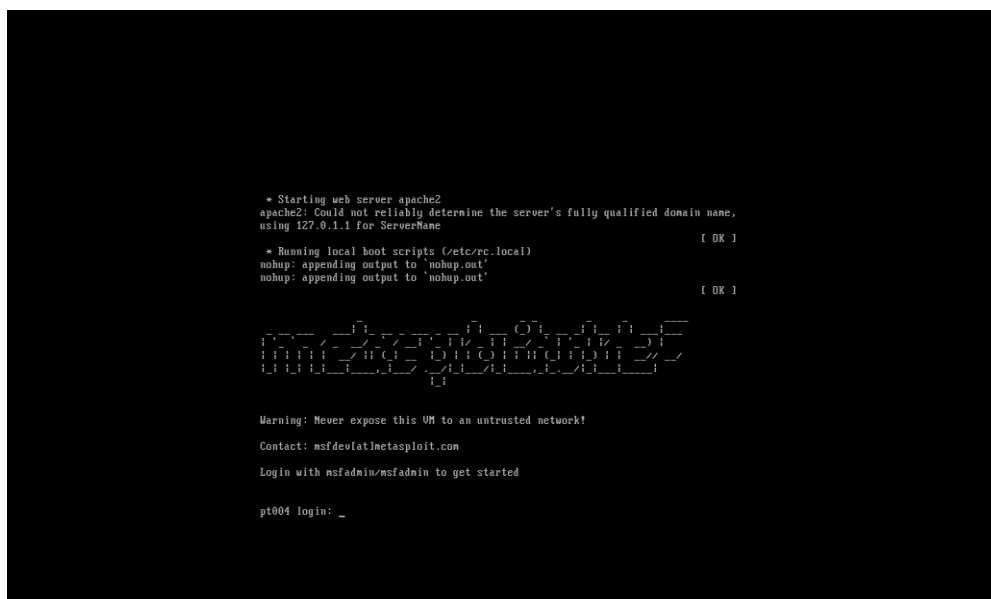 * Starting web server apache2
apache2: Could not reliably determine the server's fully qualified domain name,
using 127.0.1.1 for ServerName
[ OK ]
* Running local boot scripts (/etc/rc.local)
nohup: appending output to `nohup.out'
nohup: appending output to `nohup.out'
[ OK ]
metasploitable2
Warning: Never expose this VM to an untrusted network!
Contact: msfdev[at]metasploit.com
Login with msfadmin/msfadmin to get started
pt004 login: _